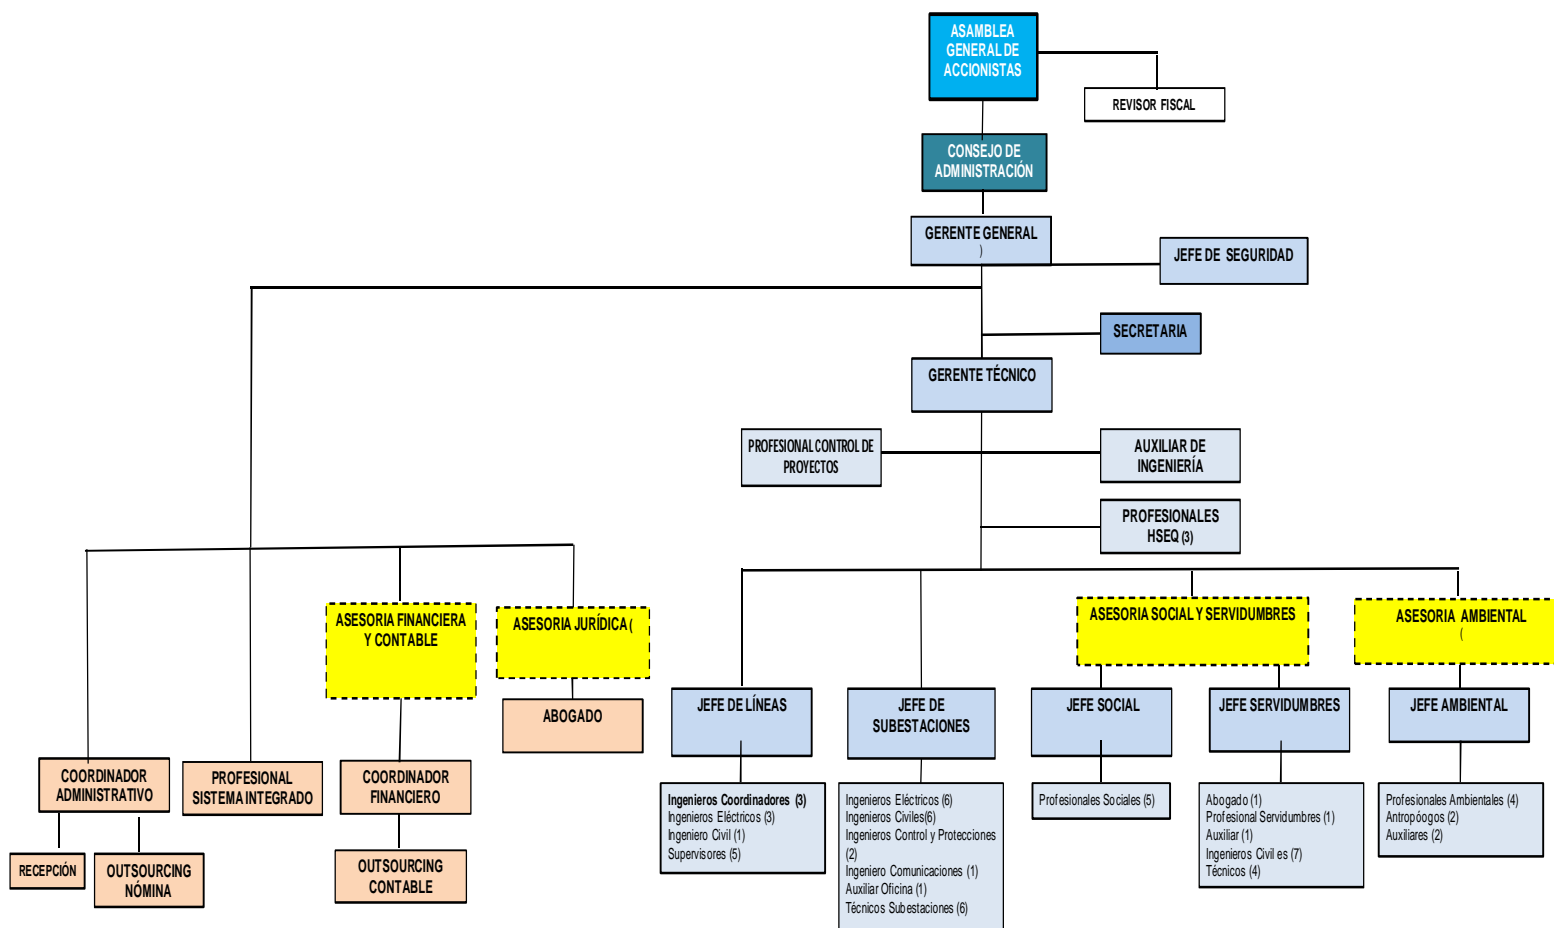 ASAMBLEA
GENERAL DE
ACCIONISTAS
REVISOR FISCAL
CONSEJO DE
ADMINISTRACIÓN
GERENTE GENERAL
)
JEFE DE SEGURIDAD
SECRETARIA
GERENTE TÉCNICO
PROFESIONAL CONTROL DE
PROYECTOS
AUXILIAR DE
INGENIERÍA
PROFESIONALES
HSEQ (3)
ASESORIA FINANCIERA
Y CONTABLE
ASESORIA JURÍDICA (
ASESORIA SOCIAL Y SERVIDUMBRES
ASESORIA AMBIENTAL
(
ABOGADO
JEFE DE LÍNEAS
JEFE DE
SUBESTACIONES
JEFE SOCIAL
JEFE SERVIDUMBRES
JEFE AMBIENTAL
COORDINADOR
ADMINISTRATIVO
PROFESIONAL
SISTEMA INTEGRADO
COORDINADOR
FINANCIERO
RECEPCIÓN
OUTSOURCING
NÓMINA
OUTSOURCING
CONTABLE
Ingenieros Coordinadores (3)
Ingenieros Eléctricos (3)
Ingeniero Civil (1)
Supervisores (5)
Ingenieros Eléctricos (6)
Ingenieros Civiles(6)
Ingenieros Control y Protecciones
(2)
Ingeniero Comunicaciones (1)
Auxiliar Oficina (1)
Técnicos Subestaciones (6)
Profesionales Sociales (5)
Abogado (1)
Profesional Servidumbres (1)
Auxiliar (1)
Ingenieros Civil es (7)
Técnicos (4)
Profesionales Ambientales (4)
Antropóogos (2)
Auxiliares (2)